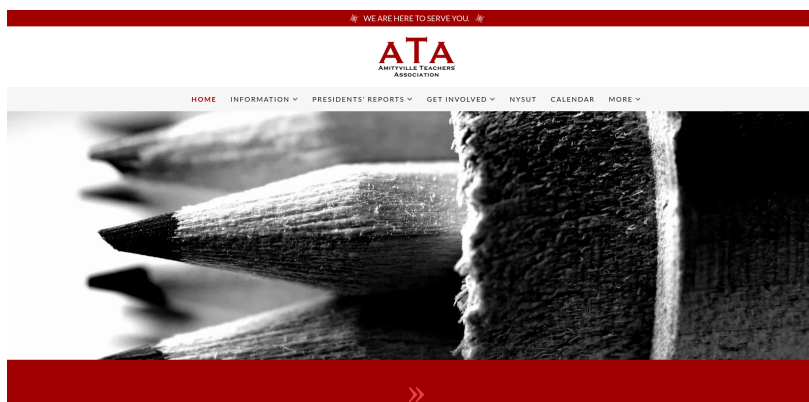 WE ARE HERE TO SERVE YOU.
ATA
AMITYVILLE TEACHERS'
ASSOCIATION
HOME INFORMATION PRESIDENTS' REPORTS GET INVOLVED NYSUT CALENDAR MORE